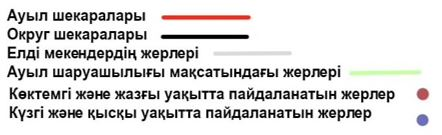 Ауыл шекаралары
Округ шекаралары
Елді мекендердің жерлері
Ауыл шаруашылығы мақсатындағы жерлері
Көктемгі және жазғы уақытта пайдаланатын жерлер
Күзгі және қысқы уақытта пайдаланатын жерлер